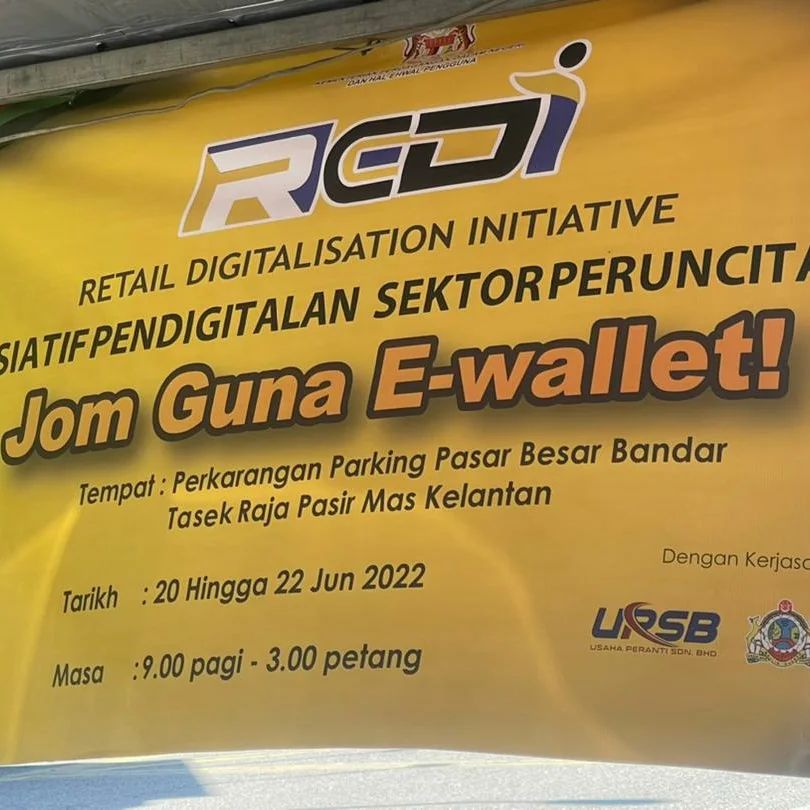 DAN HAL EHWAL PENGGUNA
REDi
RETAIL DIGITALISATION INITIATIVE
SIATIF PENDIGITALAN SEKTOR PERUNCITA
Jom Guna E-wallet!
Tempat : Perkarangan Parking Pasar Besar Bandar
Tasek Raja Pasir Mas Kelantan
Tarikh : 20 Hingga 22 Jun 2022
Dengan Kerjasa
Masa : 9.00 pagi - 3.00 petang
URSB
USAHA PERANTI SDN. BHD